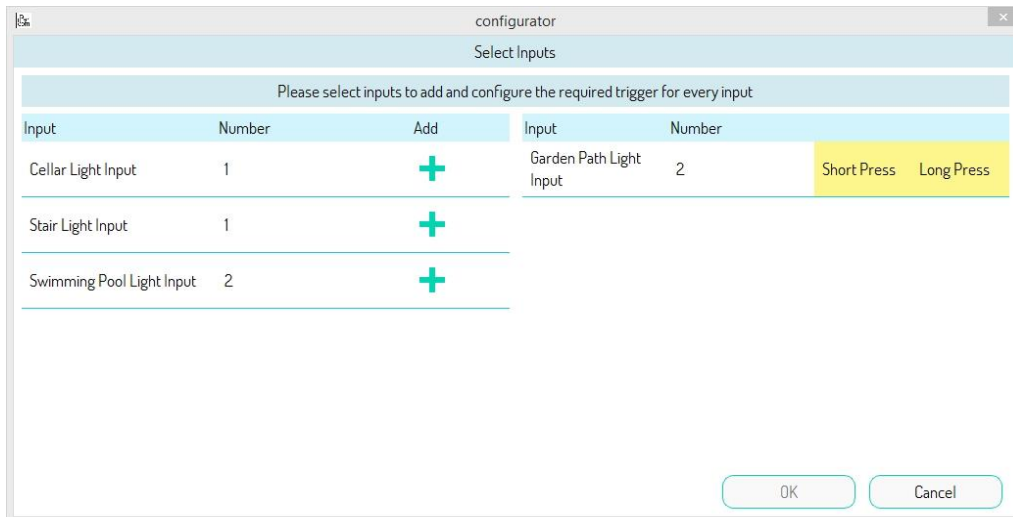 configurator
Select Inputs
Please select inputs to add and configure the required trigger for every input
Input Number Add
Cellar Light Input 1
Stair Light Input 1
Swimming Pool Light Input 2
Input Number
Garden Path Light
Input
2
Short Press Long Press
OK Cancel